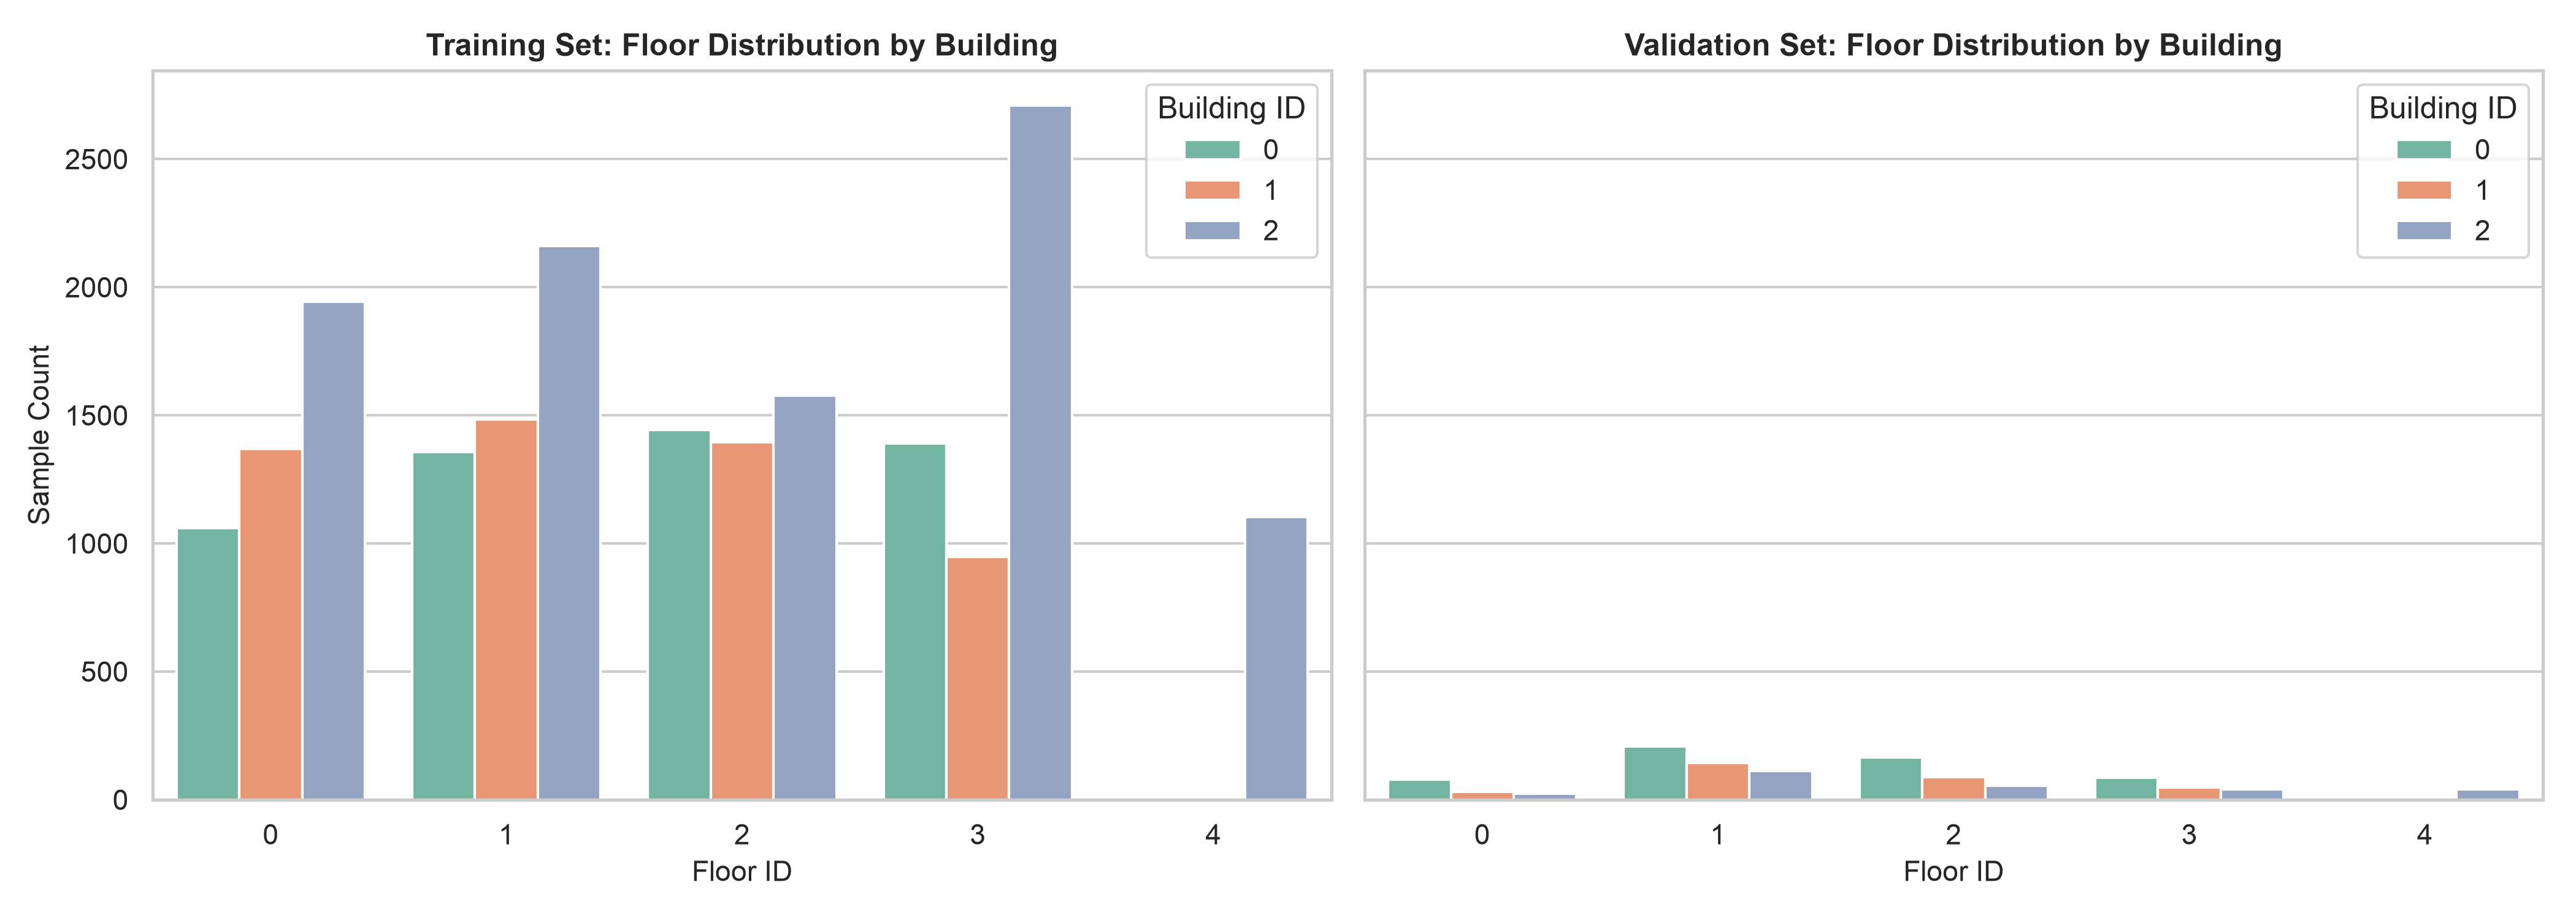 Training Set: Floor Distribution by Building
Building ID
0
1
2
Sample Count
2500
2000
1500
1000
500
0
0 1 2 3 4
Floor ID
Validation Set: Floor Distribution by Building
Building ID
0
1
2
0 1 2 3 4
Floor ID